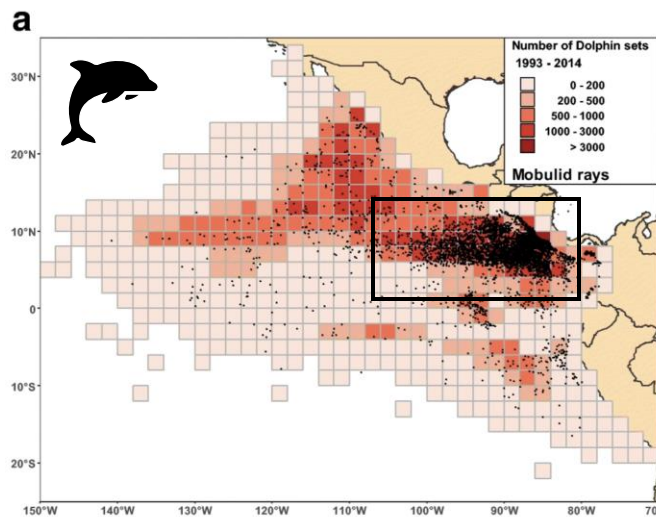 a
Number of Dolphin sets
1993 - 2014
0 - 200
200 - 500
500 - 1000
1000 - 3000
> 3000
Mobulid rays
30°N
20°N
10°N
0
10°S
20°S
150°W 140°W 130°W 120°W 110°W 100°W 90°W 80°W 70